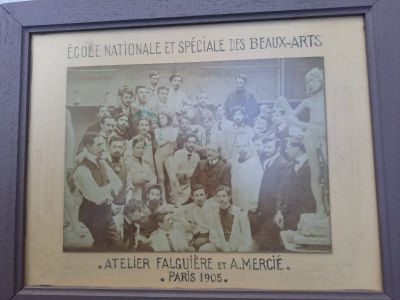 ÉCOLE NATIONALE ET SPÉCIALE DES BEAUX-ARTS
. ATELIER FALGUIÈRE ET A. MERCIÉ .
. PARIS 1905 .